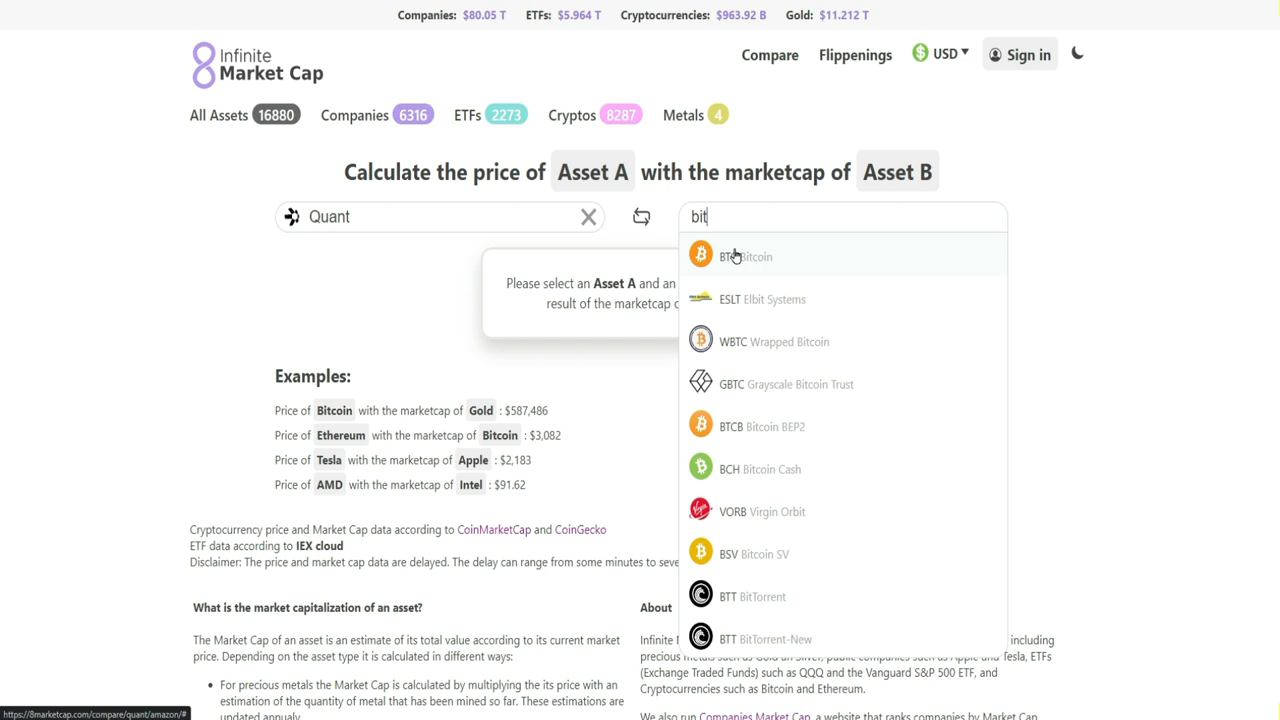 Companies: $80.05 T ETFs: $5.964 T Cryptocurrencies: $963.92 B Gold: $11.212 T
Infinite
Market Cap
Compare Flippenings USD Sign in
All Assets 16880 Companies 6316 ETFs 2273 Cryptos 8287 Metals 4
Calculate the price of Asset A with the marketcap of Asset B
Quant
bit
Please select an Asset A and an
result of the marketcap
BTC Bitcoin
ESLT Elbit Systems
WBTC Wrapped Bitcoin
GBTC Grayscale Bitcoin Trust
BTCB Bitcoin BEP2
BCH Bitcoin Cash
VORB Virgin Orbit
BSV Bitcoin SV
BTT BitTorrent
BTT BitTorrent-New
Examples:
Price of Bitcoin with the marketcap of Gold : $587,486
Price of Ethereum with the marketcap of Bitcoin : $3,082
Price of Tesla with the marketcap of Apple : $2,183
Price of AMD with the marketcap of Intel : $91.62
Cryptocurrency price and Market Cap data according to CoinMarketCap and CoinGecko
ETF data according to IEX cloud
Disclaimer: The price and market cap data are delayed. The delay can range from some minutes to seve
What is the market capitalization of an asset?
The Market Cap of an asset is an estimate of its total value according to its current market
price. Depending on the asset type it is calculated in different ways:
• For precious metals the Market Cap is calculated by multiplying the its price with an
estimation of the quantity of metal that has been mined so far. These estimations are
updated annualy.
About
Infinite including
precious metals such as Gold an Silver, public companies such as Apple and Tesla, ETFs
(Exchange Traded Funds) such as QQQ and the Vanguard S&P 500 ETF, and
Cryptocurrencies such as Bitcoin and Ethereum.
We also run Companies Market Cap, a website that ranks companies by Market Cap
https://8marketcap.com/compare/quant/amazon/#